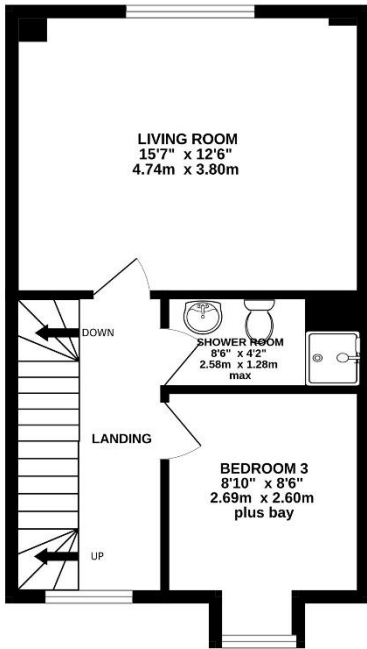 LIVING ROOM
15'7" x 12'6"
4.74m x 3.80m
DOWN
SHOWER ROOM
8'6" x 4'2"
2.58m x 1.28m
max
LANDING
BEDROOM 3
8'10" x 8'6"
2.69m x 2.60m
plus bay
UP